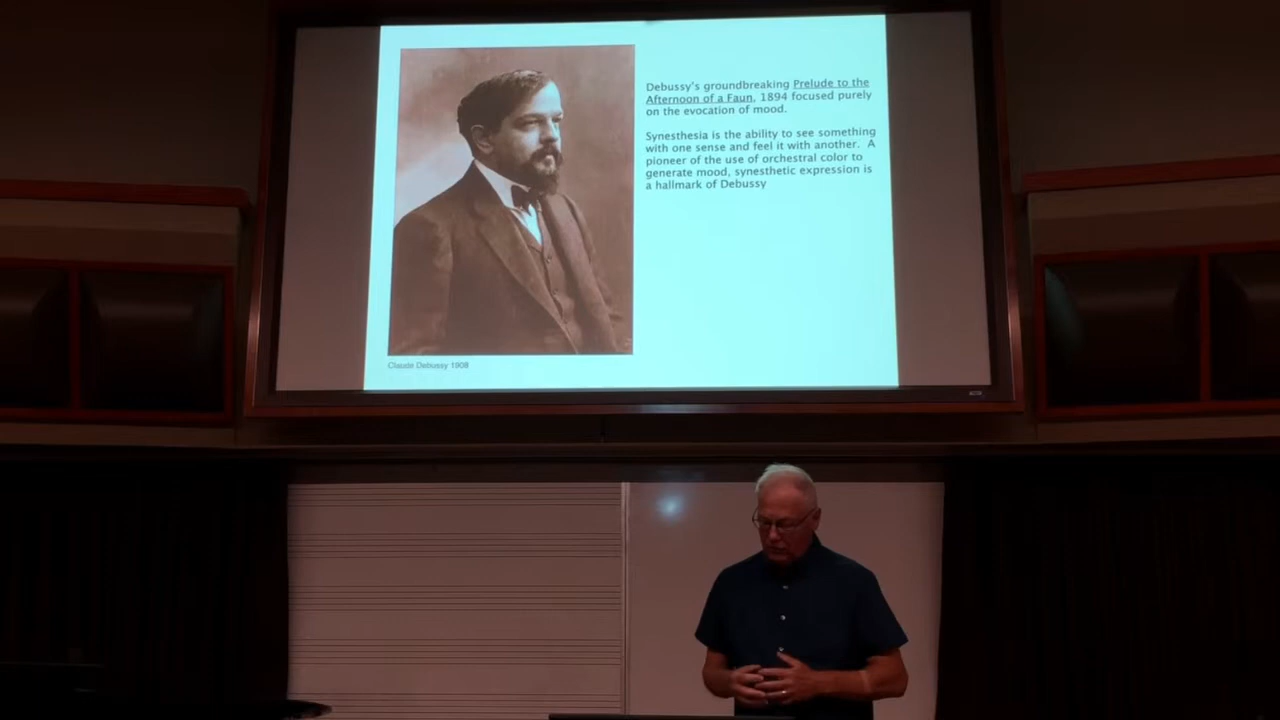 Debussy's groundbreaking Prelude to the
Afternoon of a Faun, 1894 focused purely
on the evocation of mood.
Synesthesia is the ability to see something
with one sense and feel it with another. A
pioneer of the use of orchestral color to
generate mood, synesthetic expression is
a hallmark of Debussy
Claude Debussy 1908